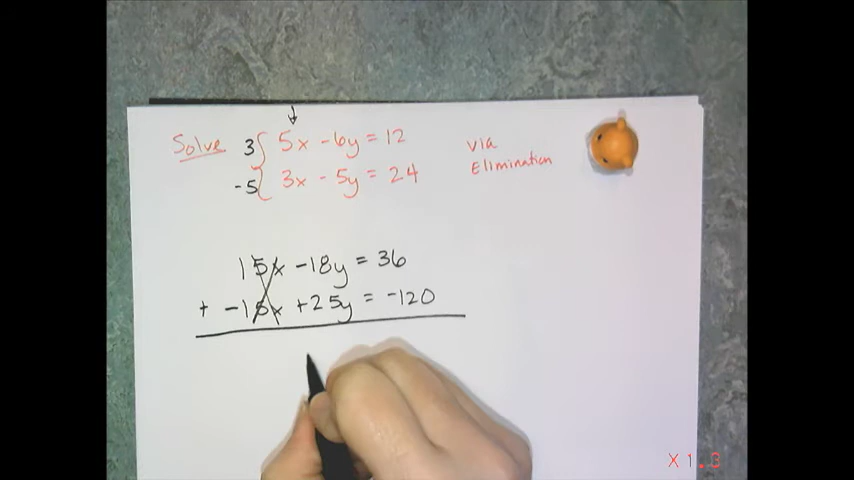 Solve 3 { 5x - 6y = 12
-5 { 3x - 5y = 24
via
Elimination
15x - 18y = 36
+ -15x + 25y = -120
X 1.3